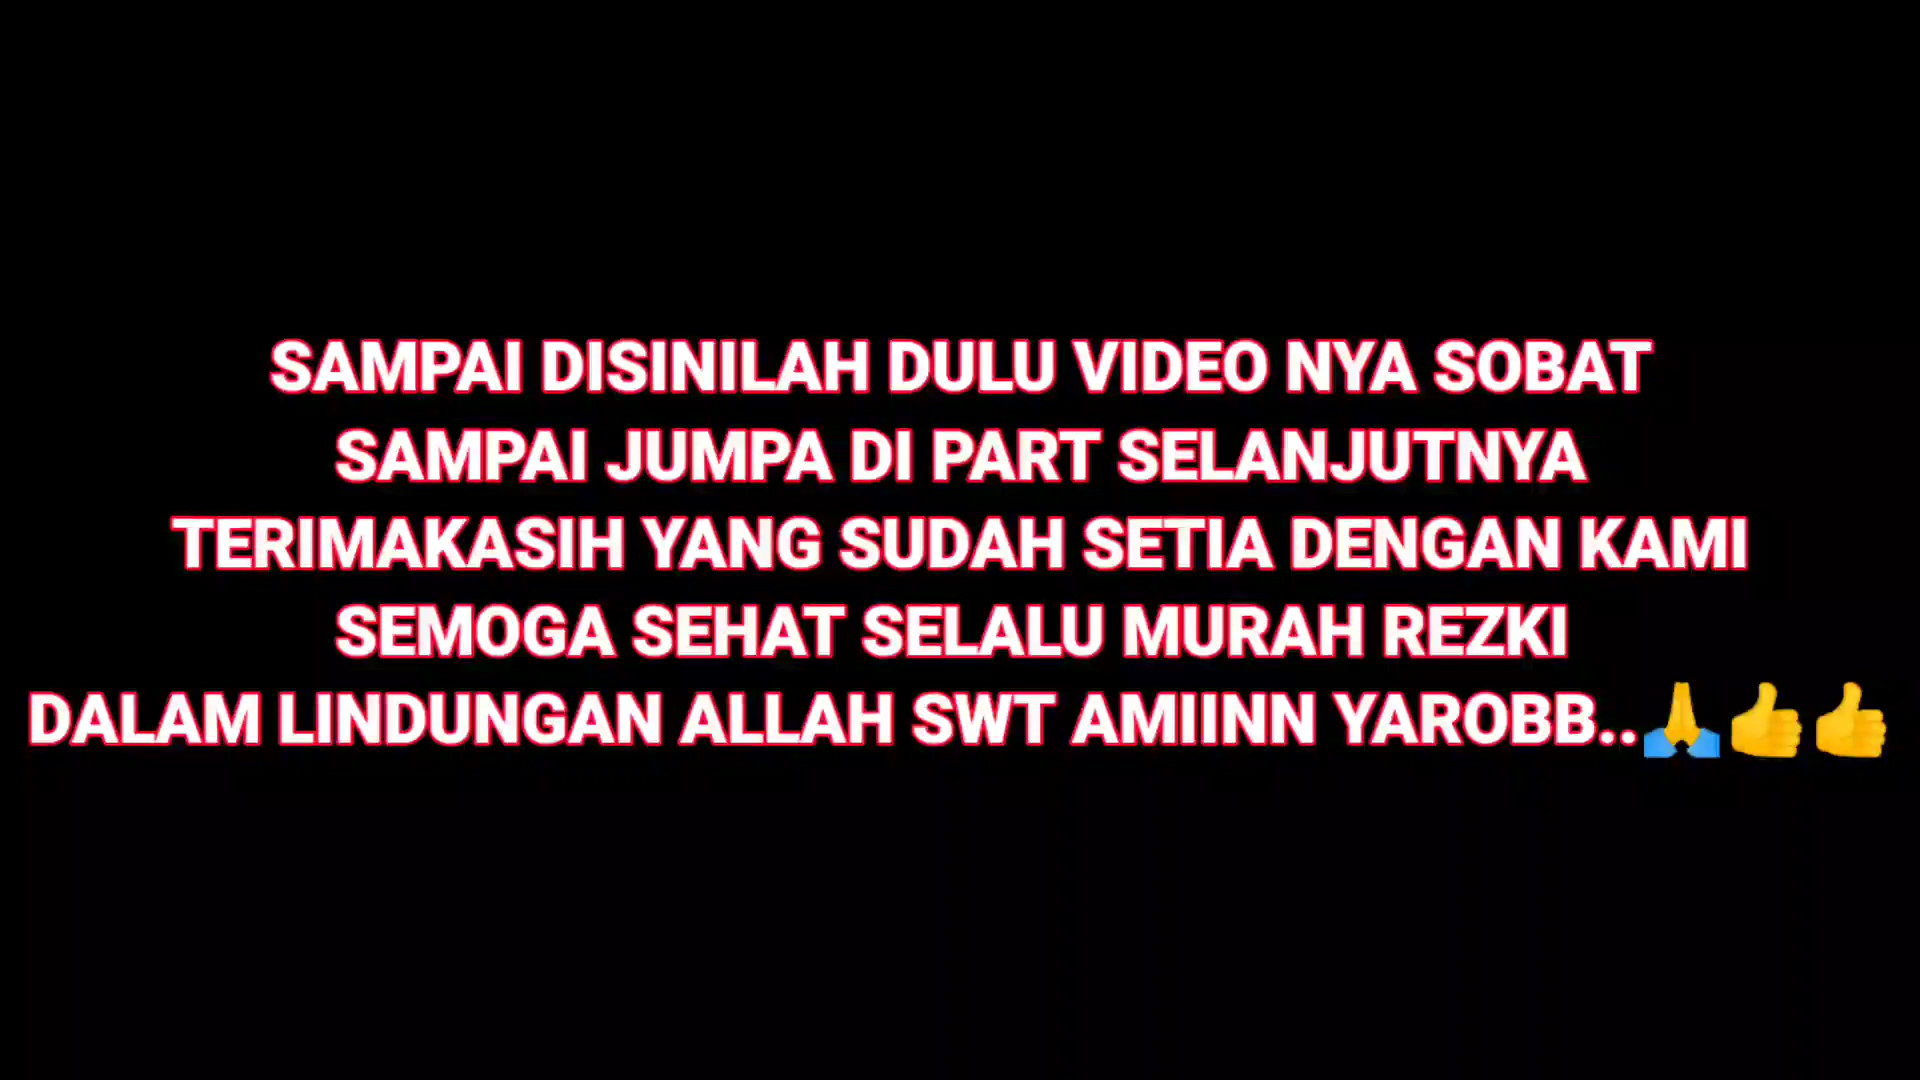 SAMPAI DISINILAH DULU VIDEO NYA SOBAT
SAMPAI JUMPA DI PART SELANJUTNYA
TERIMAKASIH YANG SUDAH SETIA DENGAN KAMI
SEMOGA SEHAT SELALU MURAH REZKI
DALAM LINDUNGAN ALLAH SWT AMIINN YAROBB..🙏👍👍